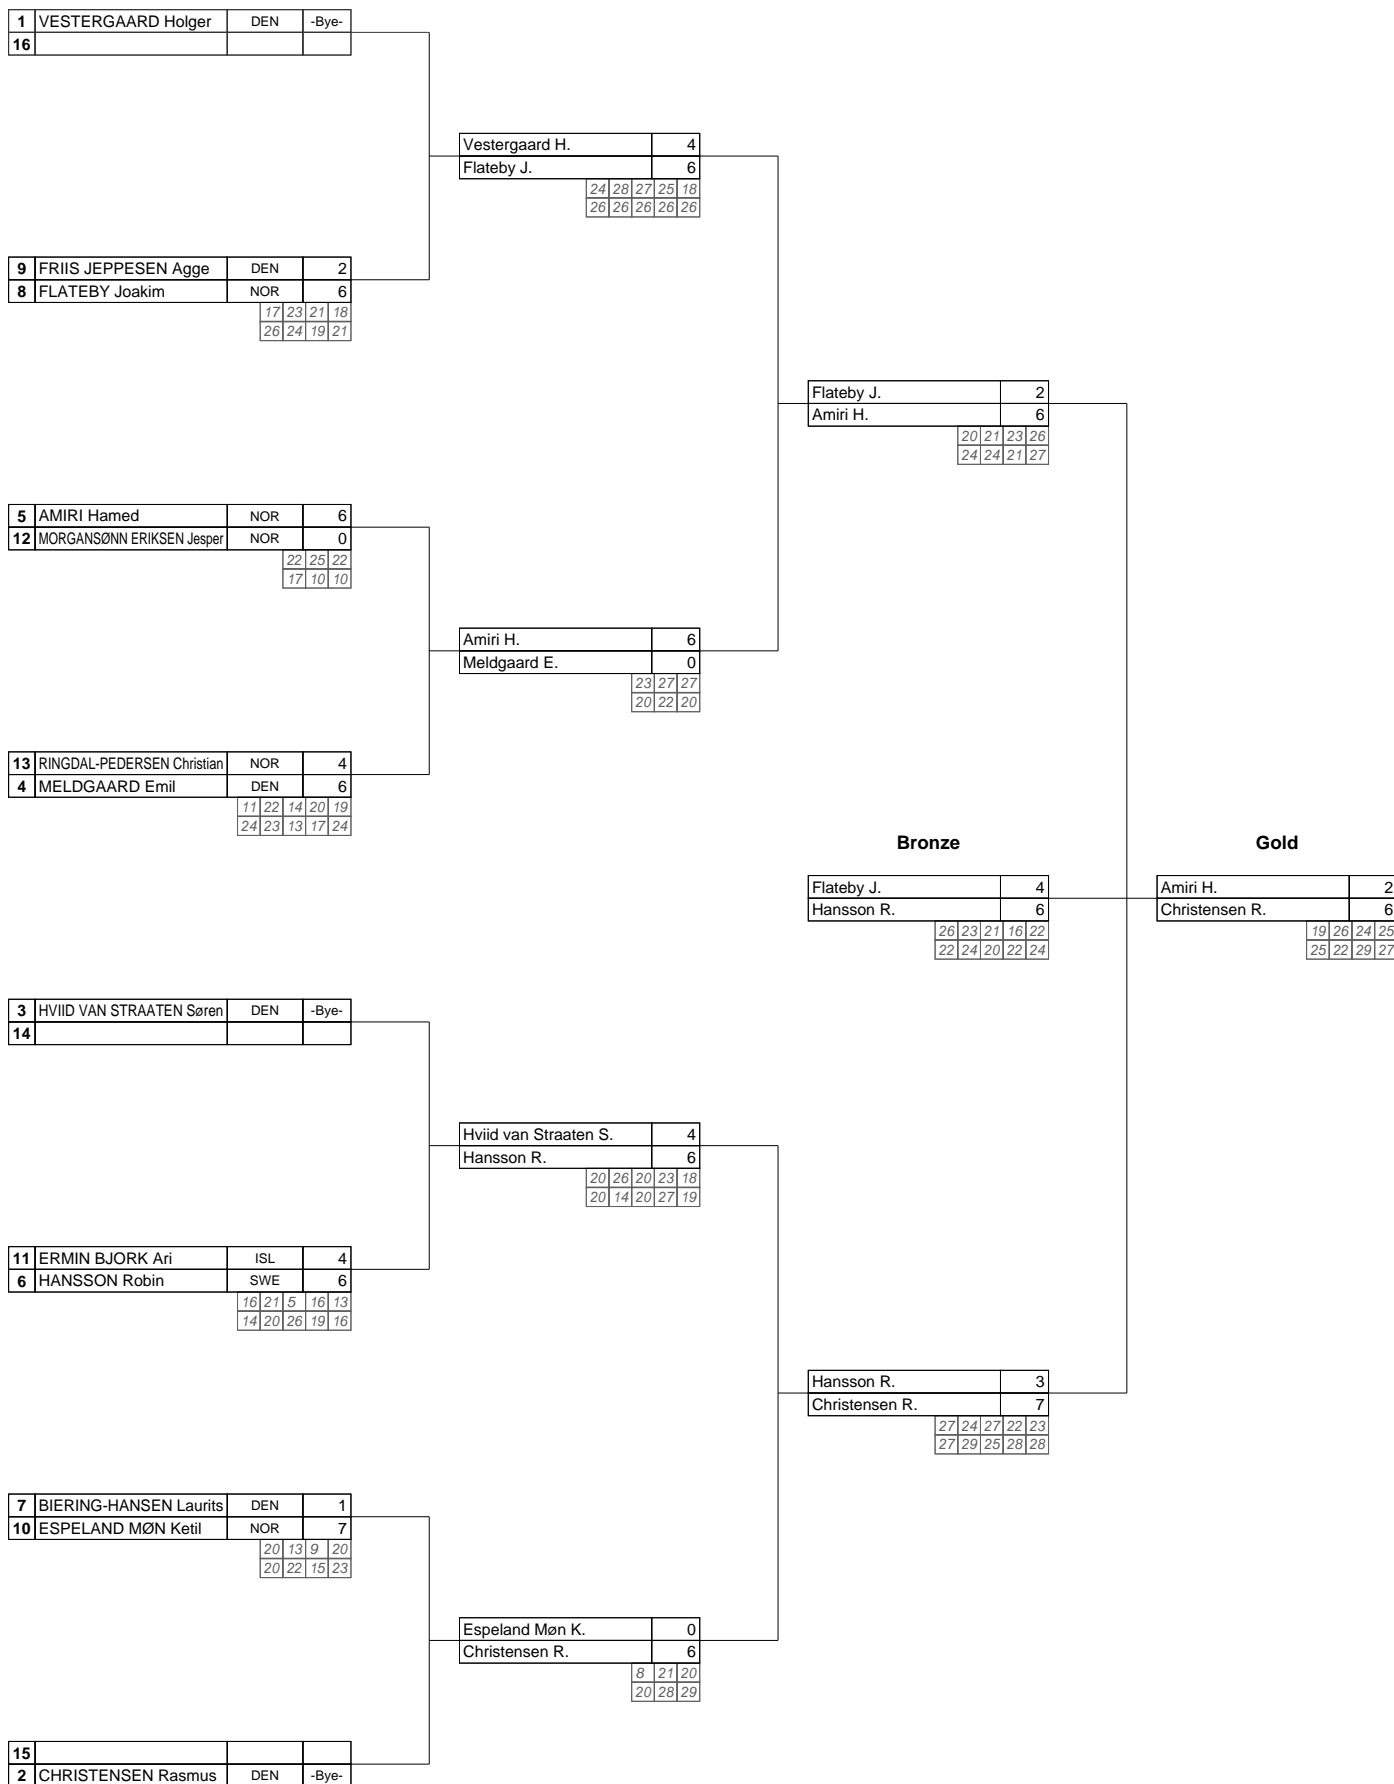 1 VESTERGAARD Holger DEN -Bye-
16
Vestergaard H. 4
Flateby J. 6
24 28 27 25 18
26 26 26 26 26
9 FRIIS JEPPESEN Agge DEN 2
8 FLATEBY Joakim NOR 6
17 23 21 18
26 24 19 21
Flateby J. 2
Amiri H. 6
20 21 23 26
24 24 21 27
5 AMIRI Hamed NOR 6
12 MORGANSØNN ERIKSEN Jesper NOR 0
22 25 22
17 10 10
Amiri H. 6
Meldgaard E. 0
23 27 27
20 22 20
13 RINGDAL-PEDERSEN Christian NOR 4
4 MELDGAARD Emil DEN 6
11 22 14 20 19
24 23 13 17 24
Bronze Gold
Flateby J. 4 Amiri H. 2
Hansson R. 6 Christensen R. 6
26 23 21 16 22 19 26 24 25
22 24 20 22 24 25 22 29 27
3 HVIID VAN STRAATEN Søren DEN -Bye-
14
Hviid van Straaten S. 4
Hansson R. 6
20 26 20 23 18
20 14 20 27 19
11 ERMIN BJORK Ari ISL 4
6 HANSSON Robin SWE 6
16 21 5 16 13
14 20 26 19 16
Hansson R. 3
Christensen R. 7
27 24 27 22 23
27 29 25 28 28
7 BIERING-HANSEN Laurits DEN 1
10 ESPELAND MØN Ketil NOR 7
20 13 9 20
20 22 15 23
Espeland Møn K. 0
Christensen R. 6
8 21 20
20 28 29
15
2 CHRISTENSEN Rasmus DEN -Bye-